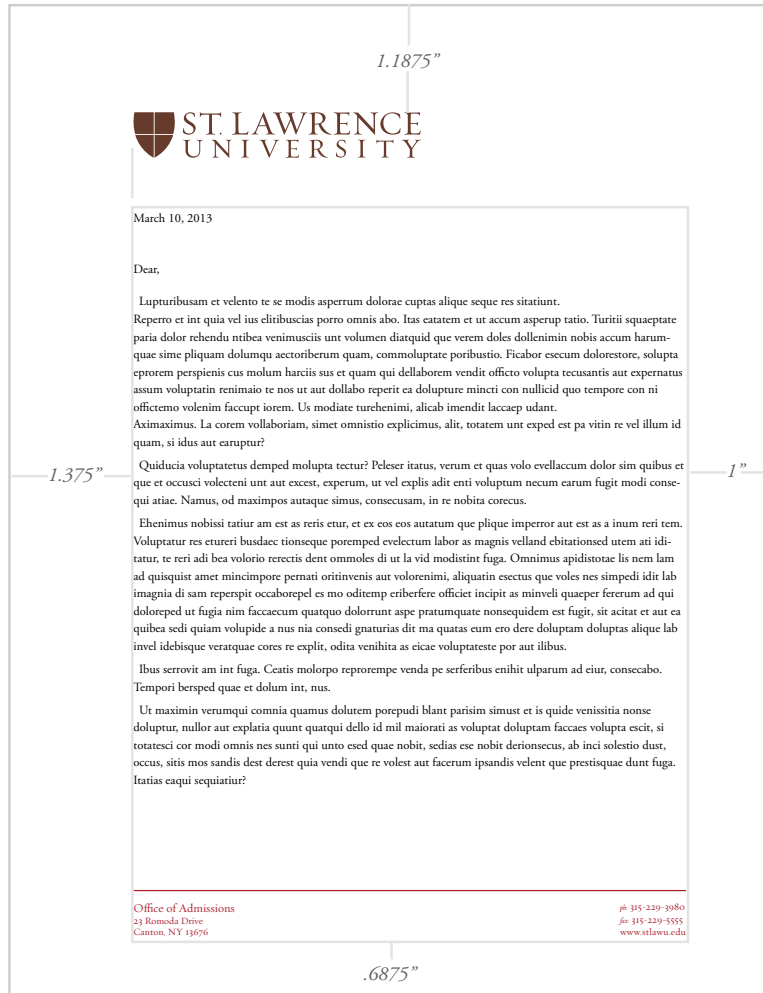 1.1875”
ST. LAWRENCE
UNIVERSITY
March 10, 2013
Dear,
Lupturibusam et velento te se modis asperrum dolorae cuptas alique seque res sitatiunt.
Reperro et int quia vel ius elitibuscias porro omnis abo. Itas eatatem et ut accum asperup tatio. Turitii squaeptate
paria dolor rehendu ntibea venimusciis unt volumen diatquid que verem doles dollenimin nobis accum harum-
quae sime pliquam dolumqu aectoriberum quam, commoluptate poribustio. Ficabor esecum dolorestore, solupta
eprorem perspienis cus molum harciis sus et quam qui dellaborem vendit officto volupta tecusantis aut expernatus
assum voluptatin renimaio te nos ut aut dollabo reperit ea dolupture mincti con nullicid quo tempore con ni
offictemo volenim faccupt iorem. Us modiate turehenimi, alicab imendit laccaep udant.
Aximaximus. La corem vollaboriam, simet omnistio explicimus, alit, totatem unt exped est pa vitin re vel illum id
quam, si idus aut earuptur?
1.375”
1”
Quiducia voluptatetus demped molupta tectur? Peleser itatus, verum et quas volo evellaccum dolor sim quibus et
que et occusci volecteni unt aut excest, experum, ut vel explis adit enti voluptum necum earum fugit modi conse-
qui atiae. Namus, od maximpos autaque simus, consecusam, in re nobita corecus.
Ehenimus nobissi tatiur am est as reris etur, et ex eos eos autatum que plique imperror aut est as a inum reri tem.
Voluptatur res etureri busdaec tionseque poremped evelectum labor as magnis velland ebitationsed utem ati idi-
tatur, te reri adi bea volorio rerectis dent ommoles di ut la vid modistint fuga. Omnimus apidistotae lis nem lam
ad quisquist amet mincimpore pernati oritinvenis aut volorenimi, aliquatin esectus que voles nes simpedi idit lab
imagnia di sam reperspit occaborepel es mo oditemp eriberfere officiet incipit as minveli quaeper fererum ad qui
doloreped ut fugia nim faccaecum quatquo dolorrunt aspe pratumquate nonsequidem est fugit, sit acitat et aut ea
quibea sedi quiam volupide a nus nia consedi gnaturias dit ma quatas eum ero dere doluptam doluptas alique lab
invel idebisque veratquae cores re explit, odita venihita as eicae voluptateste por aut ilibus.
Ibus serrovit am int fuga. Ceatis molorpo reprorempe venda pe serferibus enihit ulparum ad eiur, consecabo.
Tempori bersped quae et dolum int, nus.
Ut maximin verumqui comnia quamus dolutem porepudi blant parisim simust et is quide venissitia nonse
doluptur, nullor aut explatia quunt quatqui dello id mil maiorati as voluptat doluptam faccaes volupta escit, si
totatesci cor modi omnis nes sunti qui unto esed quae nobit, sedias ese nobit derionsecus, ab inci solestio dust,
occus, sitis mos sandis dest derest quia vendi que re volest aut facerum ipsandis velent que prestisquae dunt fuga.
Itatias eaqui sequiatiur?
Office of Admissions
23 Romoda Drive
Canton, NY 13676
ph: 315-229-3980
fax: 315-229-5555
www.stlawu.edu
.6875”